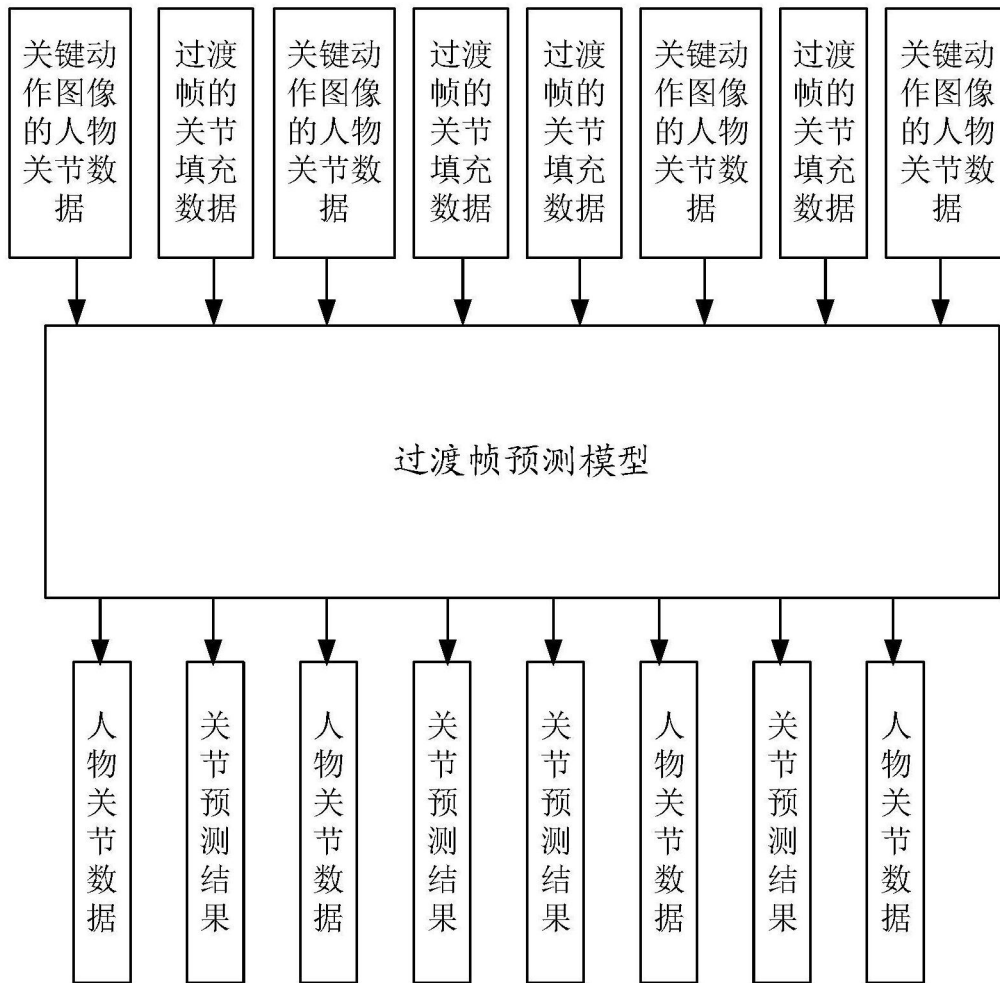 关键动
作图像
的人物
关节数
据
过渡
帧的
关节
填充
数据
关键动
作图像
的人物
关节数
据
过渡
帧的
关节
填充
数据
过渡
帧的
关节
填充
数据
关键动
作图像
的人物
关节数
据
过渡
帧的
关节
填充
数据
关键动
作图像
的人物
关节数
据
过渡帧预测模型
人物关节数据
关节预测结果
人物关节数据
关节预测结果
关节预测结果
人物关节数据
关节预测结果
人物关节数据